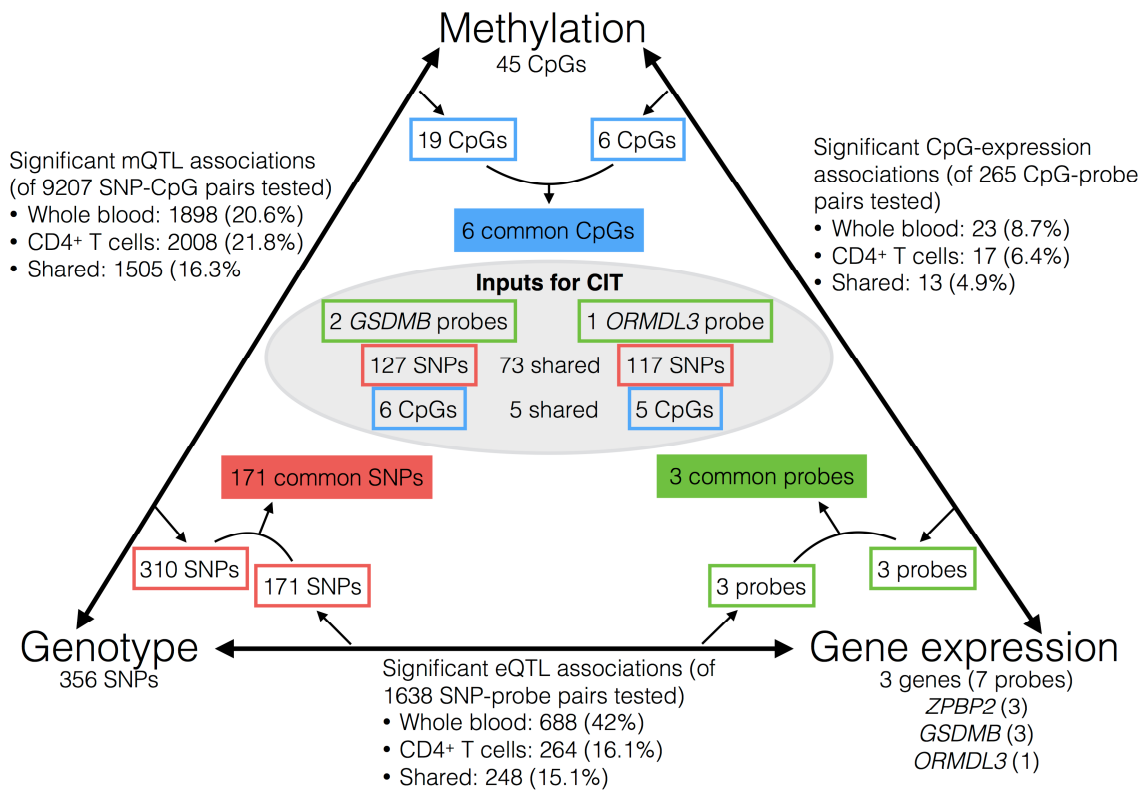 Methylation
45 CpGs
19 CpGs
6 CpGs
6 common CpGs
Significant mQTL associations
(of 9207 SNP-CpG pairs tested)
• Whole blood: 1898 (20.6%)
• CD4+ T cells: 2008 (21.8%)
• Shared: 1505 (16.3%
Significant CpG-expression
associations (of 265 CpG-probe
pairs tested)
• Whole blood: 23 (8.7%)
• CD4+ T cells: 17 (6.4%)
• Shared: 13 (4.9%)
Inputs for CIT
2 GSDMB probes
1 ORMDL3 probe
127 SNPs 73 shared 117 SNPs
6 CpGs 5 shared 5 CpGs
171 common SNPs
3 common probes
310 SNPs
171 SNPs
3 probes
3 probes
Genotype
356 SNPs
Significant eQTL associations (of
1638 SNP-probe pairs tested)
• Whole blood: 688 (42%)
• CD4+ T cells: 264 (16.1%)
• Shared: 248 (15.1%)
Gene expression
3 genes (7 probes)
ZPBP2 (3)
GSDMB (3)
ORMDL3 (1)